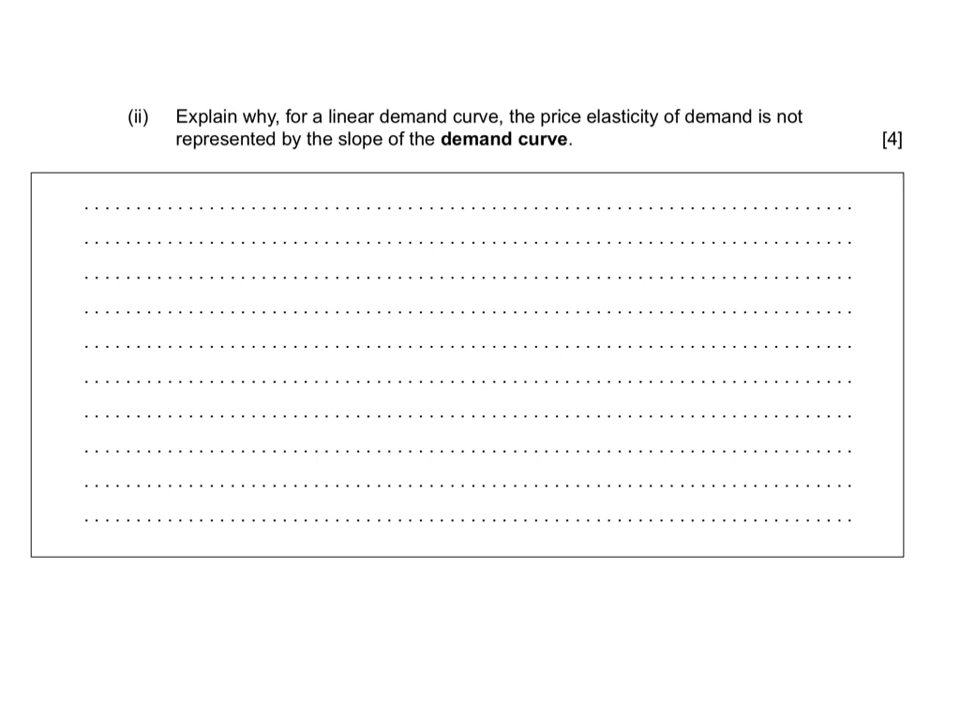 (ii) Explain why, for a linear demand curve, the price elasticity of demand is not
represented by the slope of the demand curve. [4]